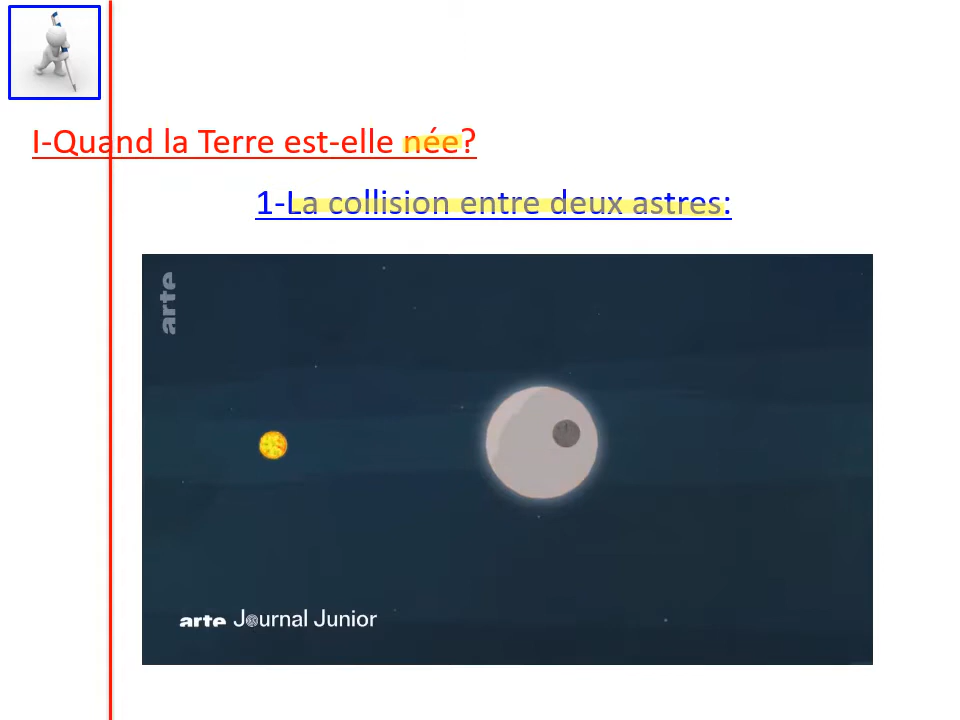 I-Quand la Terre est-elle née?
1-La collision entre deux astres:
arte
arte Journal Junior